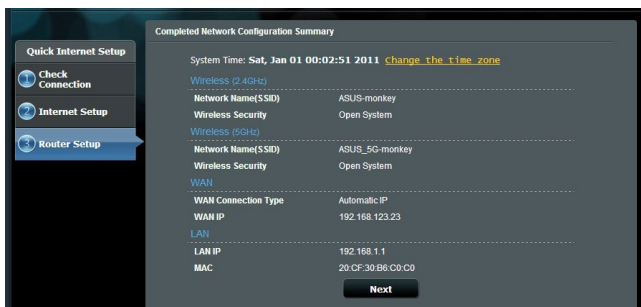 Completed Network Configuration Summary
Quick Internet Setup
1 Check Connection
2 Internet Setup
3 Router Setup
System Time: Sat, Jan 01 00:02:51 2011 Change the time zone
Wireless (2.4GHz)
Network Name(SSID) ASUS-monkey
Wireless Security Open System
Wireless (5GHz)
Network Name(SSID) ASUS_5G-monkey
Wireless Security Open System
WAN
WAN Connection Type Automatic IP
WAN IP 192.168.123.23
LAN
LAN IP 192.168.1.1
MAC 20:CF:30:B6:C0:C0
Next